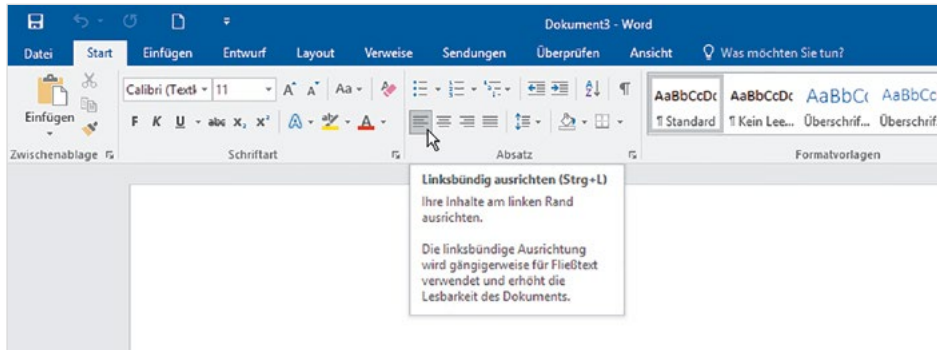 Dokument3 - Word
Datei Start Einfügen Entwurf Layout Verweise Sendungen Überprüfen Ansicht Was möchten Sie tun?
Calibri (Textk 11 A A Aa AaBbCcDc AaBbCcDc AaBbCc AaBbCc
Einfügen F K U abc X₂ X² A aby A ¶ Standard ¶ Kein Lee... Überschrif... Überschrif.
Zwischenablage Schriftart Absatz Formatvorlagen
Linksbündig ausrichten (Strg+L)
Ihre Inhalte am linken Rand
ausrichten.
Die linksbündige Ausrichtung
wird gängigerweise für Fließtext
verwendet und erhöht die
Lesbarkeit des Dokuments.